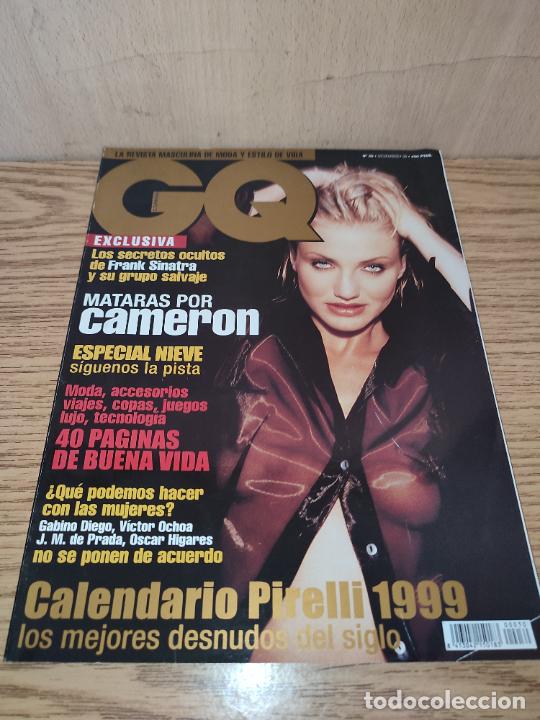 LA REVISTA MASCULINA DE MODA Y ESTILO DE VIDA
GQ
EXCLUSIVA
Los secretos ocultos
de Frank Sinatra
y su grupo salvaje
MATARAS POR
cameron
ESPECIAL NIEVE
síguenos la pista
Moda, accesorios
viajes, copas, juegos
lujo, tecnología
40 PAGINAS
DE BUENA VIDA
¿Qué podemos hacer
con las mujeres?
Gabino Diego, Víctor Ochoa
J. M. de Prada, Oscar Higares
no se ponen de acuerdo
Calendario Pirelli 1999
los mejores desnudos del siglo
00010
todocoleccion